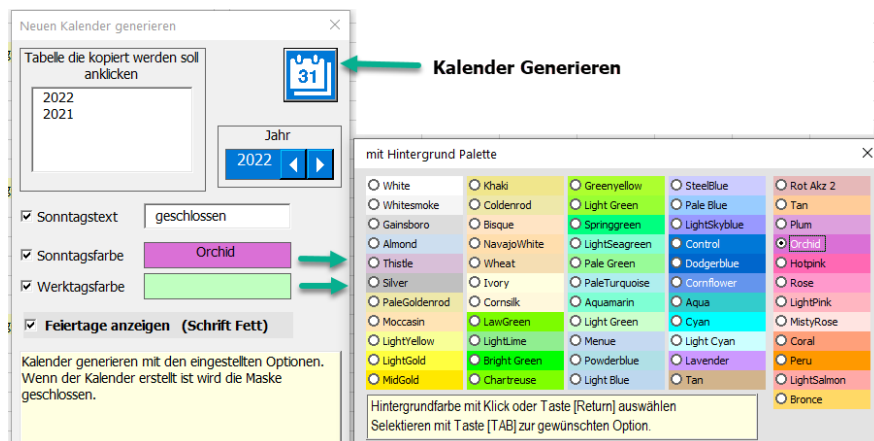 Neuen Kalender generieren
Tabelle die kopiert werden soll
anklicken
2022
2021
31
Kalender Generieren
Jahr
2022
Sonntagstext
geschlossen
Sonntagsfarbe
Orchid
Werktagsfarbe
Feiertage anzeigen (Schrift Fett)
Kalender generieren mit den eingestellten Optionen.
Wenn der Kalender erstellt ist wird die Maske
geschlossen.
mit Hintergrund Palette
White
Whitesmoke
Gainsboro
Almond
Thistle
Silver
PaleGoldenrod
Moccasin
LightYellow
LightGold
MidGold
Khaki
Coldenrod
Bisque
NavajoWhite
Wheat
Ivory
Cornsilk
LawGreen
LightLime
Bright Green
Chartreuse
Greenyellow
Light Green
Springgreen
LightSeagreen
Pale Green
PaleTurquoise
Aquamarin
Light Green
Menue
Powderblue
Light Blue
SteelBlue
Pale Blue
LightSkyblue
Control
Dodgerblue
Cornflower
Aqua
Cyan
Light Cyan
Lavender
Tan
Rot Akz 2
Tan
Plum
Orchid
Hotpink
Rose
LightPink
MistyRose
Coral
Peru
LightSalmon
Bronce
Hintergrundfarbe mit Klick oder Taste [Return] auswählen
Selektieren mit Taste [TAB] zur gewünschten Option.